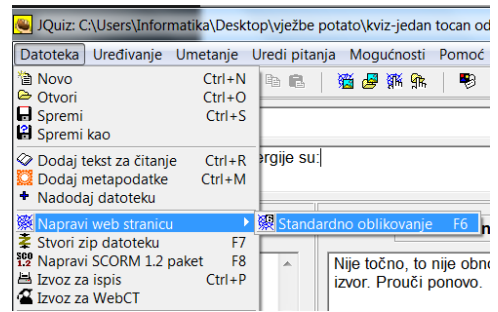 JQuiz: C:\Users\Informatika\Desktop\vježbe potato\kviz-jedan tocan od
Datoteka Uređivanje Umetanje Uredi pitanja Mogućnosti Pomoć
Novo Ctrl+N
Otvori Ctrl+O
Spremi Ctrl+S
Spremi kao
Dodaj tekst za čitanje Ctrl+R
ergije su:
Dodaj metapodatke Ctrl+M
Nadodaj datoteku
Napravi web stranicu
Standardno oblikovanje F6
Stvori zip datoteku F7
Napravi SCORM 1.2 paket F8
Izvoz za ispis Ctrl+P
Izvoz za WebCT
Nije točno, to nije obno
izvor. Prouči ponovo.